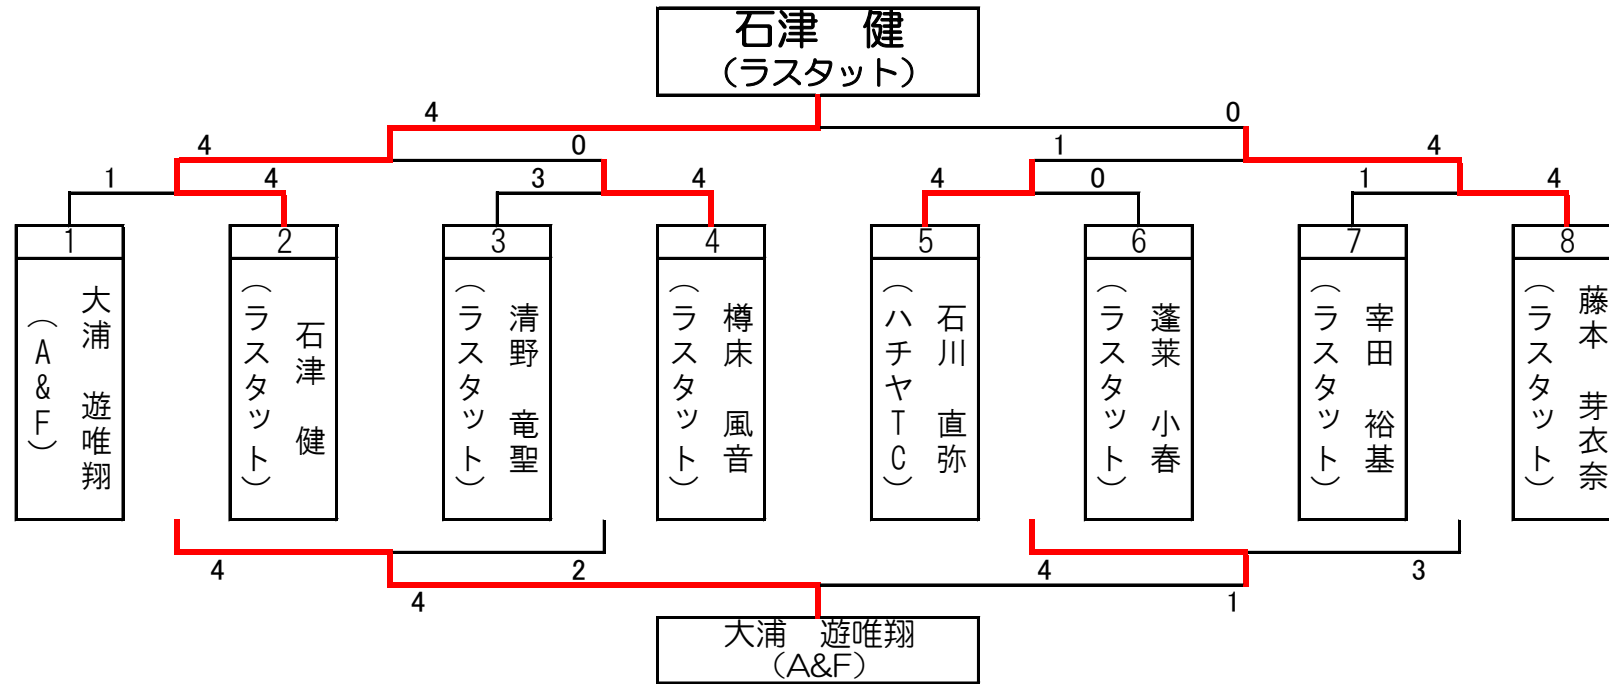 石津　健
(ラスタット)
4
0
4
0
1
4
1
4
3
4
4
0
1
4
1
2
3
4
5
6
7
8
大浦　遊唯翔
(A&F)
石津　健
(ラスタット)
清野　竜聖
(ラスタット)
樽床　風音
(ラスタット)
石川　直弥
(ハチヤTC)
蓬莱　小春
(ラスタット)
宰田　裕基
(ラスタット)
藤本　芽衣奈
(ラスタット)
4
2
4
3
4
1
大浦　遊唯翔
(A&F)